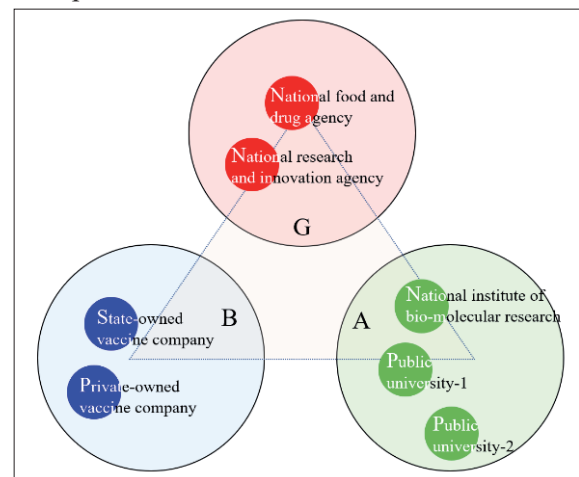 National food and
drug agency
National research
and innovation agency
G
State-owned
vaccine company
B
Private-owned
vaccine company
A
National institute of
bio-molecular research
Public
university-1
Public
university-2